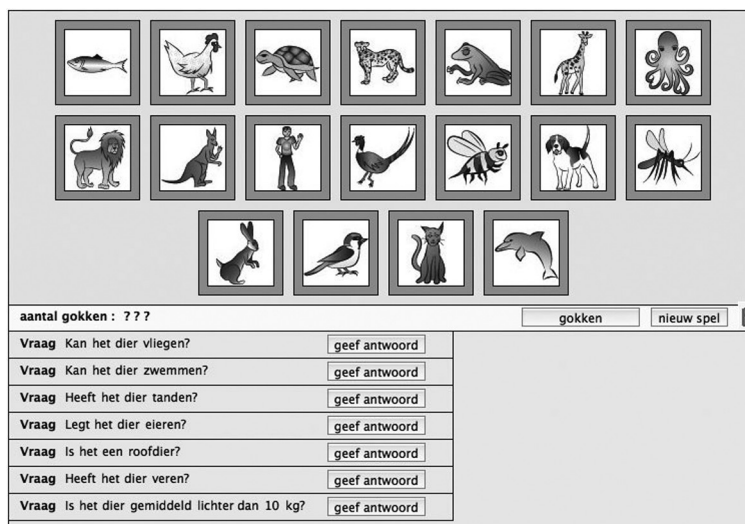 aantal gokken : ? ? ?
gokken
nieuw spel
Vraag Kan het dier vliegen? geef antwoord
Vraag Kan het dier zwemmen? geef antwoord
Vraag Heeft het dier tanden? geef antwoord
Vraag Legt het dier eieren? geef antwoord
Vraag Is het een roofdier? geef antwoord
Vraag Heeft het dier veren? geef antwoord
Vraag Is het dier gemiddeld lichter dan 10 kg? geef antwoord